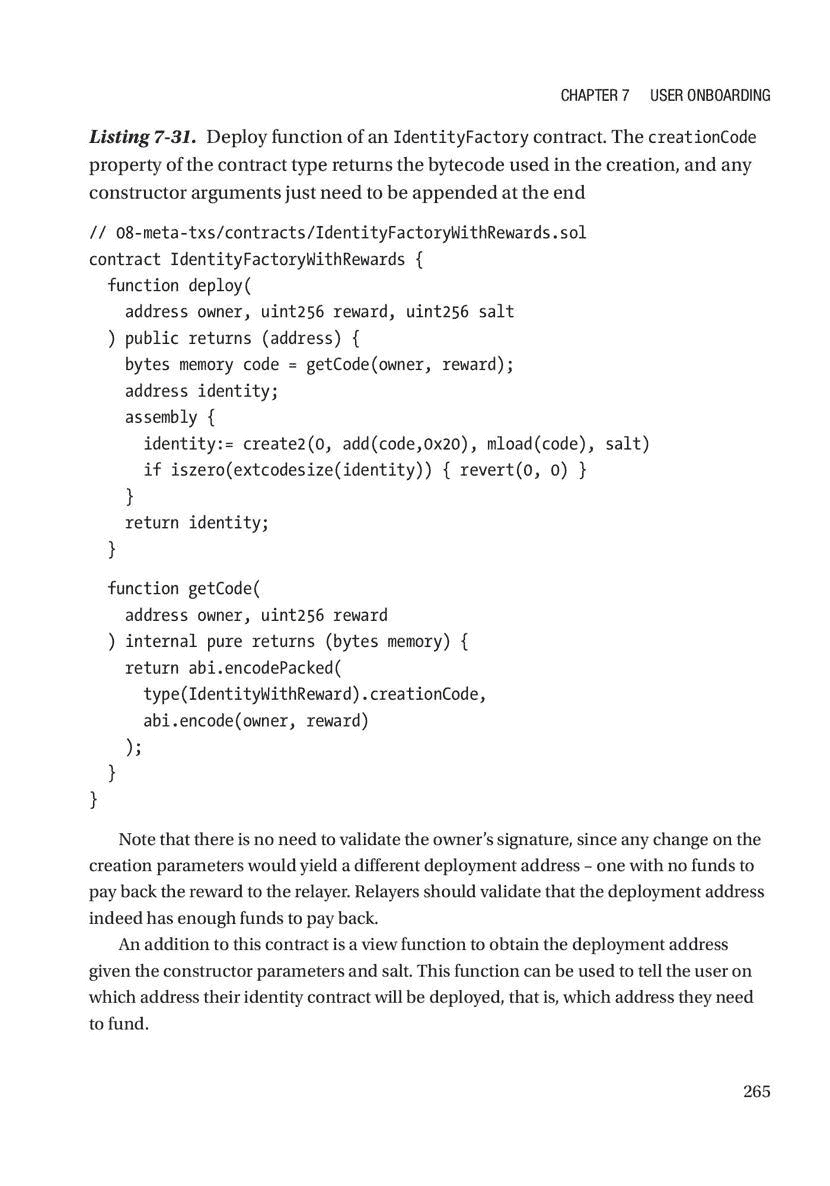 CHAPTER 7 USER ONBOARDING
Listing 7-31. Deploy function of an IdentityFactory contract. The creationCode
property of the contract type returns the bytecode used in the creation, and any
constructor arguments just need to be appended at the end
// 08-meta-txs/contracts/IdentityFactoryWithRewards.sol
contract IdentityFactoryWithRewards {
  function deploy(
    address owner, uint256 reward, uint256 salt
  ) public returns (address) {
    bytes memory code = getCode(owner, reward);
    address identity;
    assembly {
      identity:= create2(0, add(code,0x20), mload(code), salt)
      if iszero(extcodesize(identity)) { revert(0, 0) }
    }
    return identity;
  }
  function getCode(
    address owner, uint256 reward
  ) internal pure returns (bytes memory) {
    return abi.encodePacked(
      type(IdentityWithReward).creationCode,
      abi.encode(owner, reward)
    );
  }
}
Note that there is no need to validate the owner’s signature, since any change on the
creation parameters would yield a different deployment address – one with no funds to
pay back the reward to the relayer. Relayers should validate that the deployment address
indeed has enough funds to pay back.
An addition to this contract is a view function to obtain the deployment address
given the constructor parameters and salt. This function can be used to tell the user on
which address their identity contract will be deployed, that is, which address they need
to fund.
265